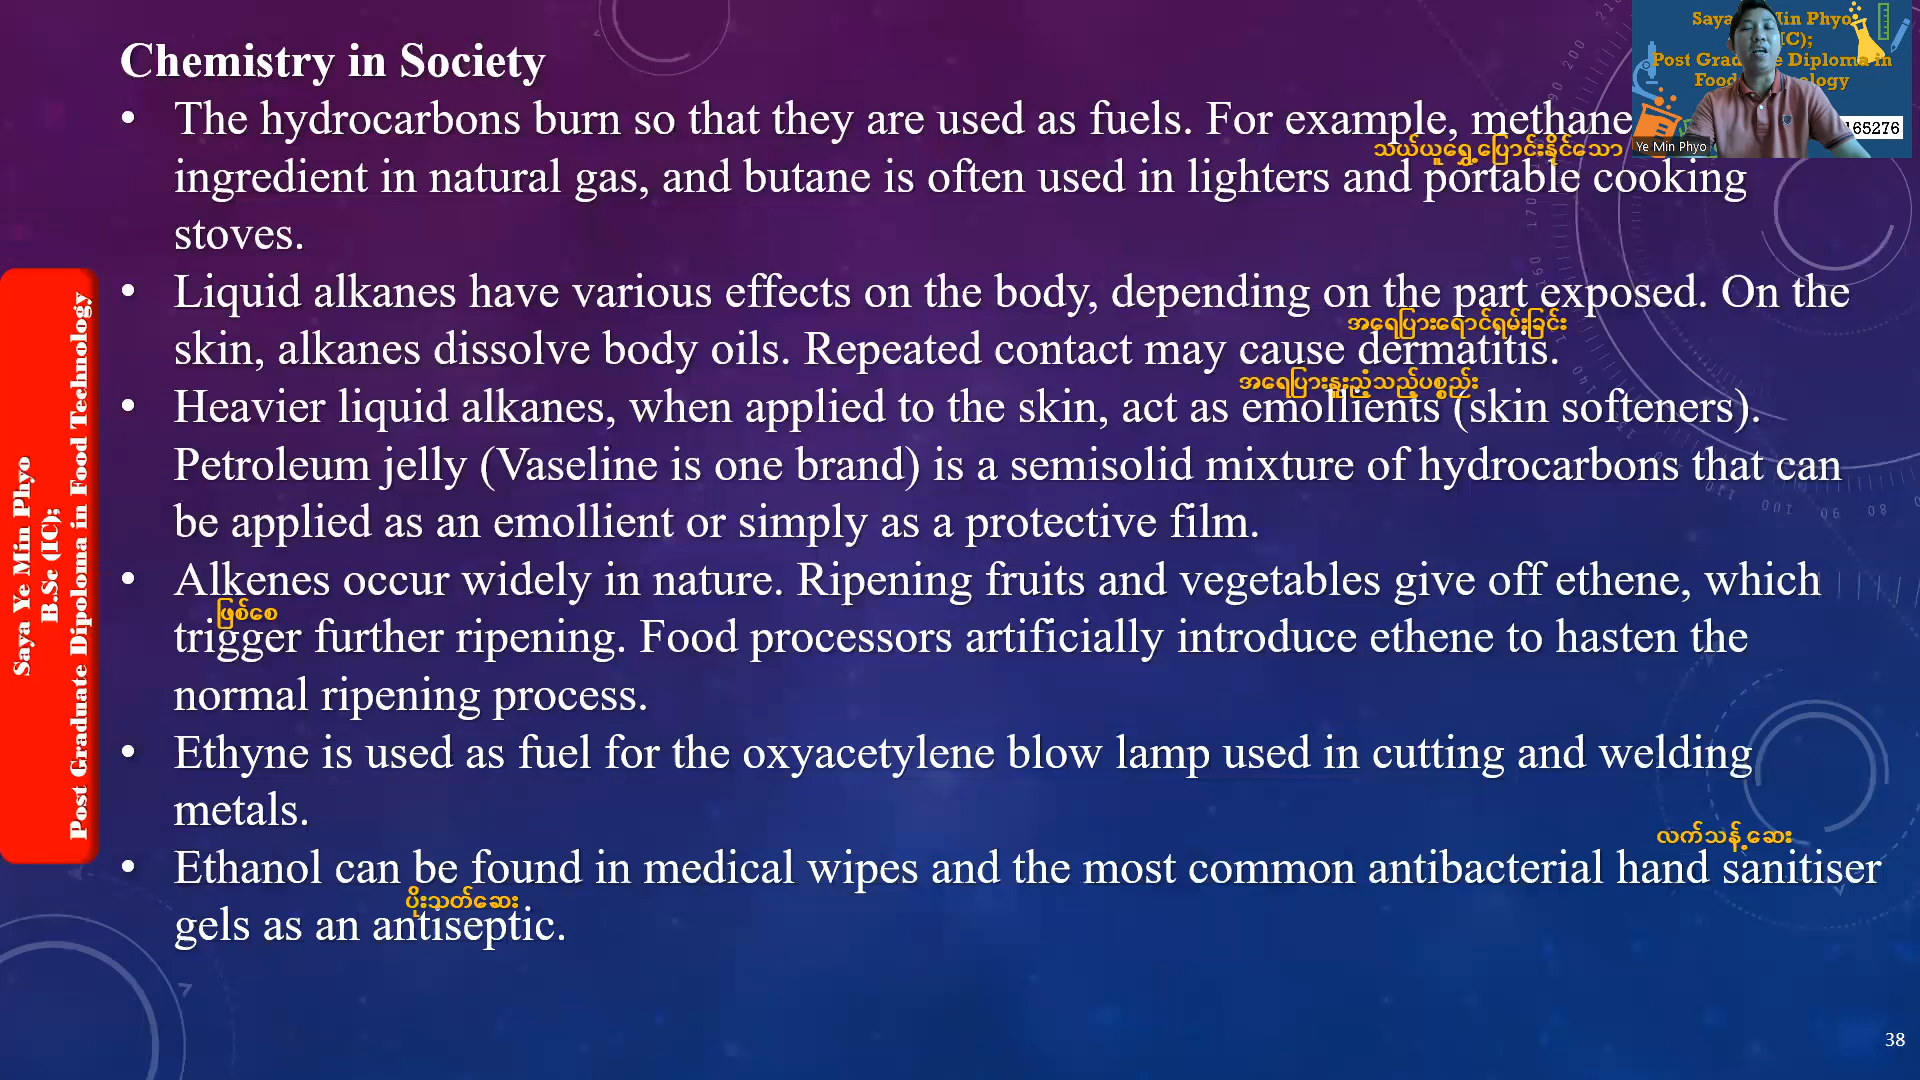 Chemistry in Society
• The hydrocarbons burn so that they are used as fuels. For example, methane
သယ်ယူရွှေ့ပြောင်းနိုင်သော
ingredient in natural gas, and butane is often used in lighters and portable cooking
stoves.
• Liquid alkanes have various effects on the body, depending on the part exposed. On the
အရေပြားရောင်ရမ်းခြင်း
skin, alkanes dissolve body oils. Repeated contact may cause dermatitis.
အရေပြားနူးညံ့သည့်ပစ္စည်း
• Heavier liquid alkanes, when applied to the skin, act as emollients (skin softeners).
Petroleum jelly (Vaseline is one brand) is a semisolid mixture of hydrocarbons that can
be applied as an emollient or simply as a protective film.
• Alkenes occur widely in nature. Ripening fruits and vegetables give off ethene, which
ဖြစ်စေ
trigger further ripening. Food processors artificially introduce ethene to hasten the
normal ripening process.
• Ethyne is used as fuel for the oxyacetylene blow lamp used in cutting and welding
metals.
လက်သန့်ဆေး
• Ethanol can be found in medical wipes and the most common antibacterial hand sanitiser
ပိုးသတ်ဆေး
gels as an antiseptic.
Saya Ye Min Phyo
B.Sc (IC);
Post Graduate Dipoloma in Food Technology
Saya Min Phyo
IC);
Post Grad e Diploma in
Food ology
165276
Ye Min Phyo
38